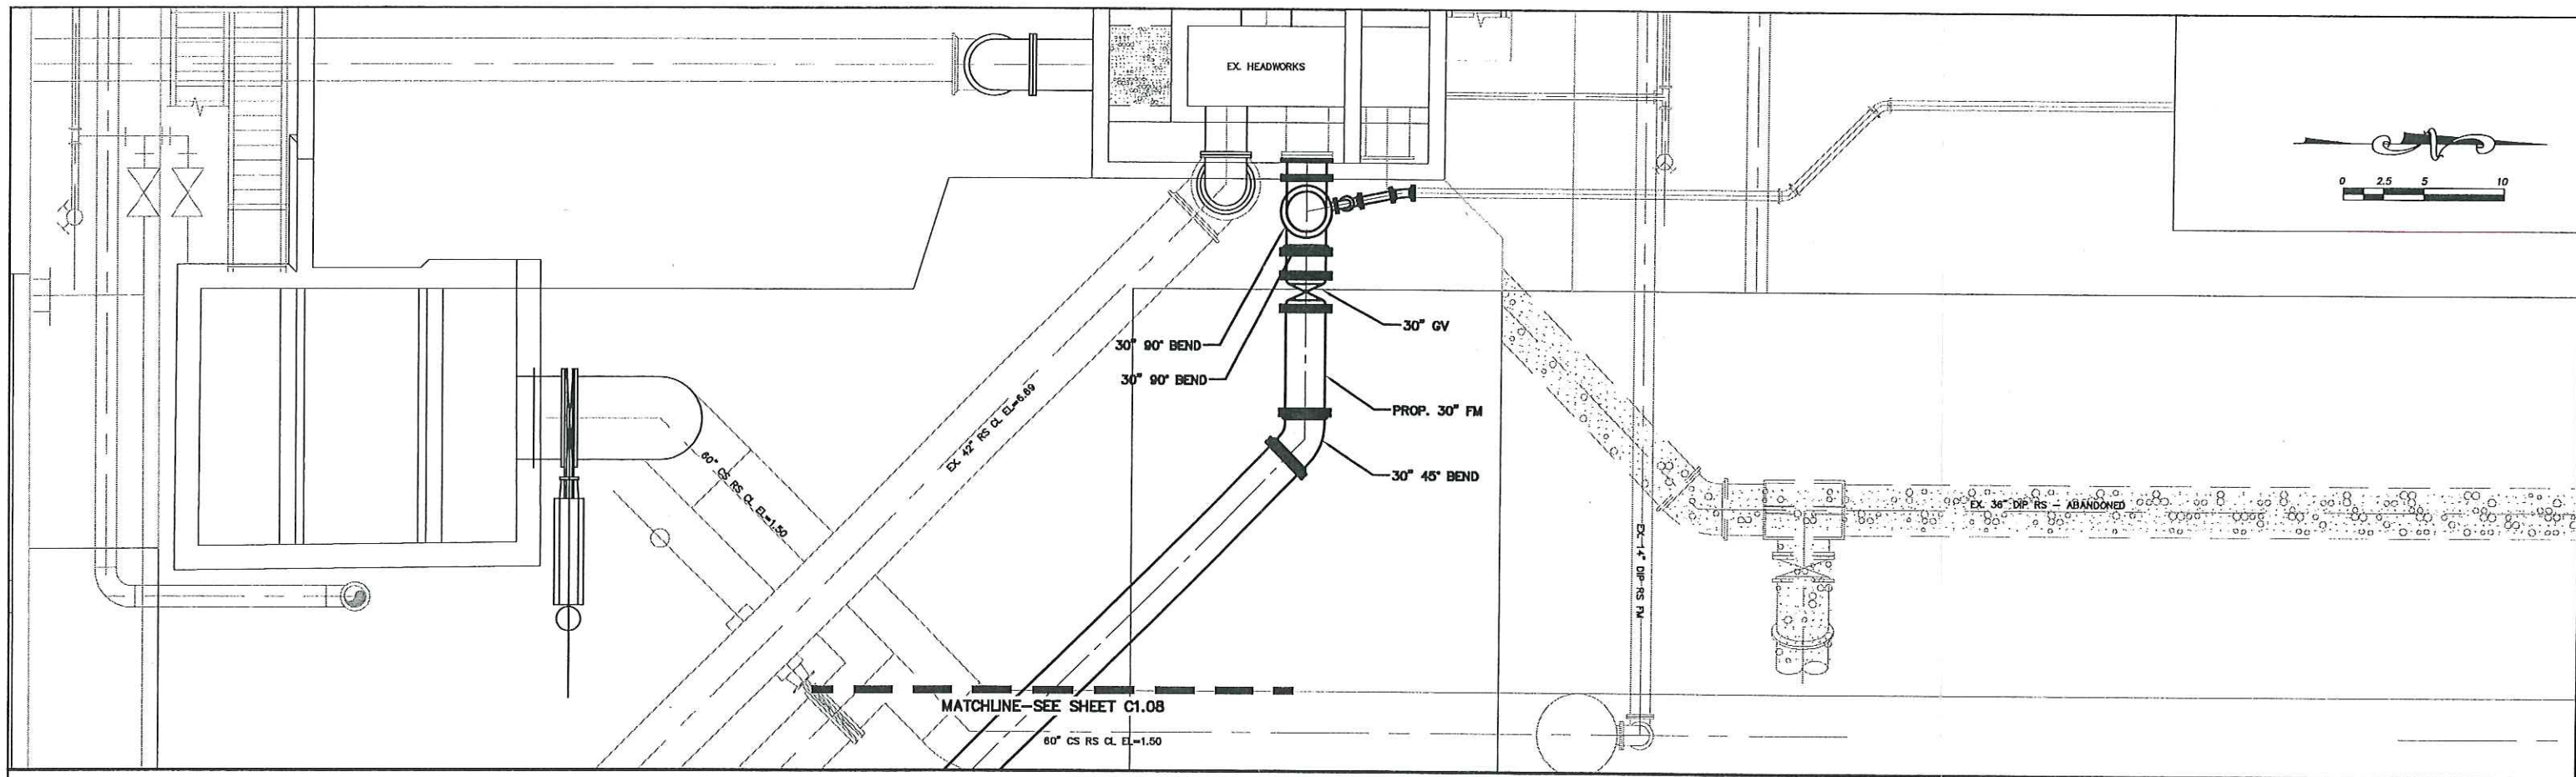 EX. HEADWORKS
0 2.5 5 10
30" GV
30" 90° BEND
30" 90° BEND
PROP. 30" FM
30" 45° BEND
EX. 42" RS CL EL=6.69
60" CS RS CL EL=1.50
EX. 36" DIP RS - ABANDONED
EX 14" DIP RS FM
MATCHLINE-SEE SHEET C1.08
60" CS RS CL EL=1.50